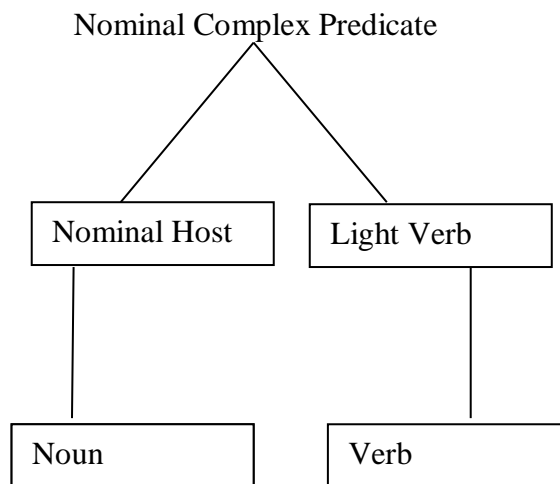 Nominal Complex Predicate
Nominal Host
Light Verb
Noun
Verb